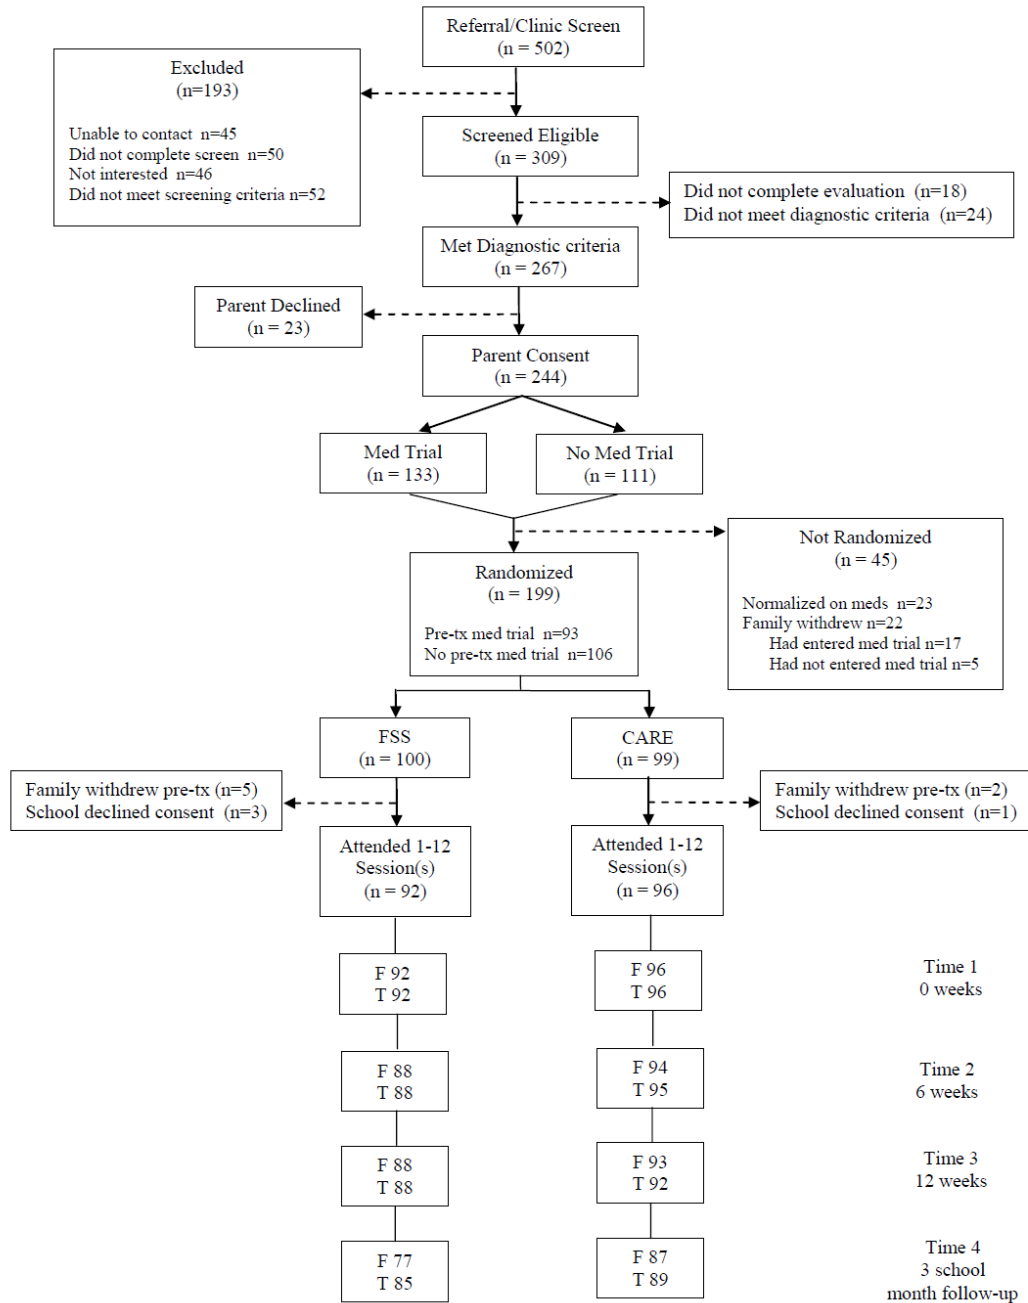 Referral/Clinic Screen
(n = 502)
Excluded
(n=193)
Unable to contact n=45
Did not complete screen n=50
Not interested n=46
Did not meet screening criteria n=52
Screened Eligible
(n = 309)
Did not complete evaluation (n=18)
Did not meet diagnostic criteria (n=24)
Met Diagnostic criteria
(n = 267)
Parent Declined
(n = 23)
Parent Consent
(n = 244)
Med Trial
(n = 133)
No Med Trial
(n = 111)
Not Randomized
(n = 45)
Normalized on meds n=23
Family withdrew n=22
Had entered med trial n=17
Had not entered med trial n=5
Randomized
(n = 199)
Pre-tx med trial n=93
No pre-tx med trial n=106
FSS
(n = 100)
CARE
(n = 99)
Family withdrew pre-tx (n=5)
School declined consent (n=3)
Family withdrew pre-tx (n=2)
School declined consent (n=1)
Attended 1-12
Session(s)
(n = 92)
Attended 1-12
Session(s)
(n = 96)
F 92
T 92
F 96
T 96
Time 1
0 weeks
F 88
T 88
F 94
T 95
Time 2
6 weeks
F 88
T 88
F 93
T 92
Time 3
12 weeks
F 77
T 85
F 87
T 89
Time 4
3 school
month follow-up